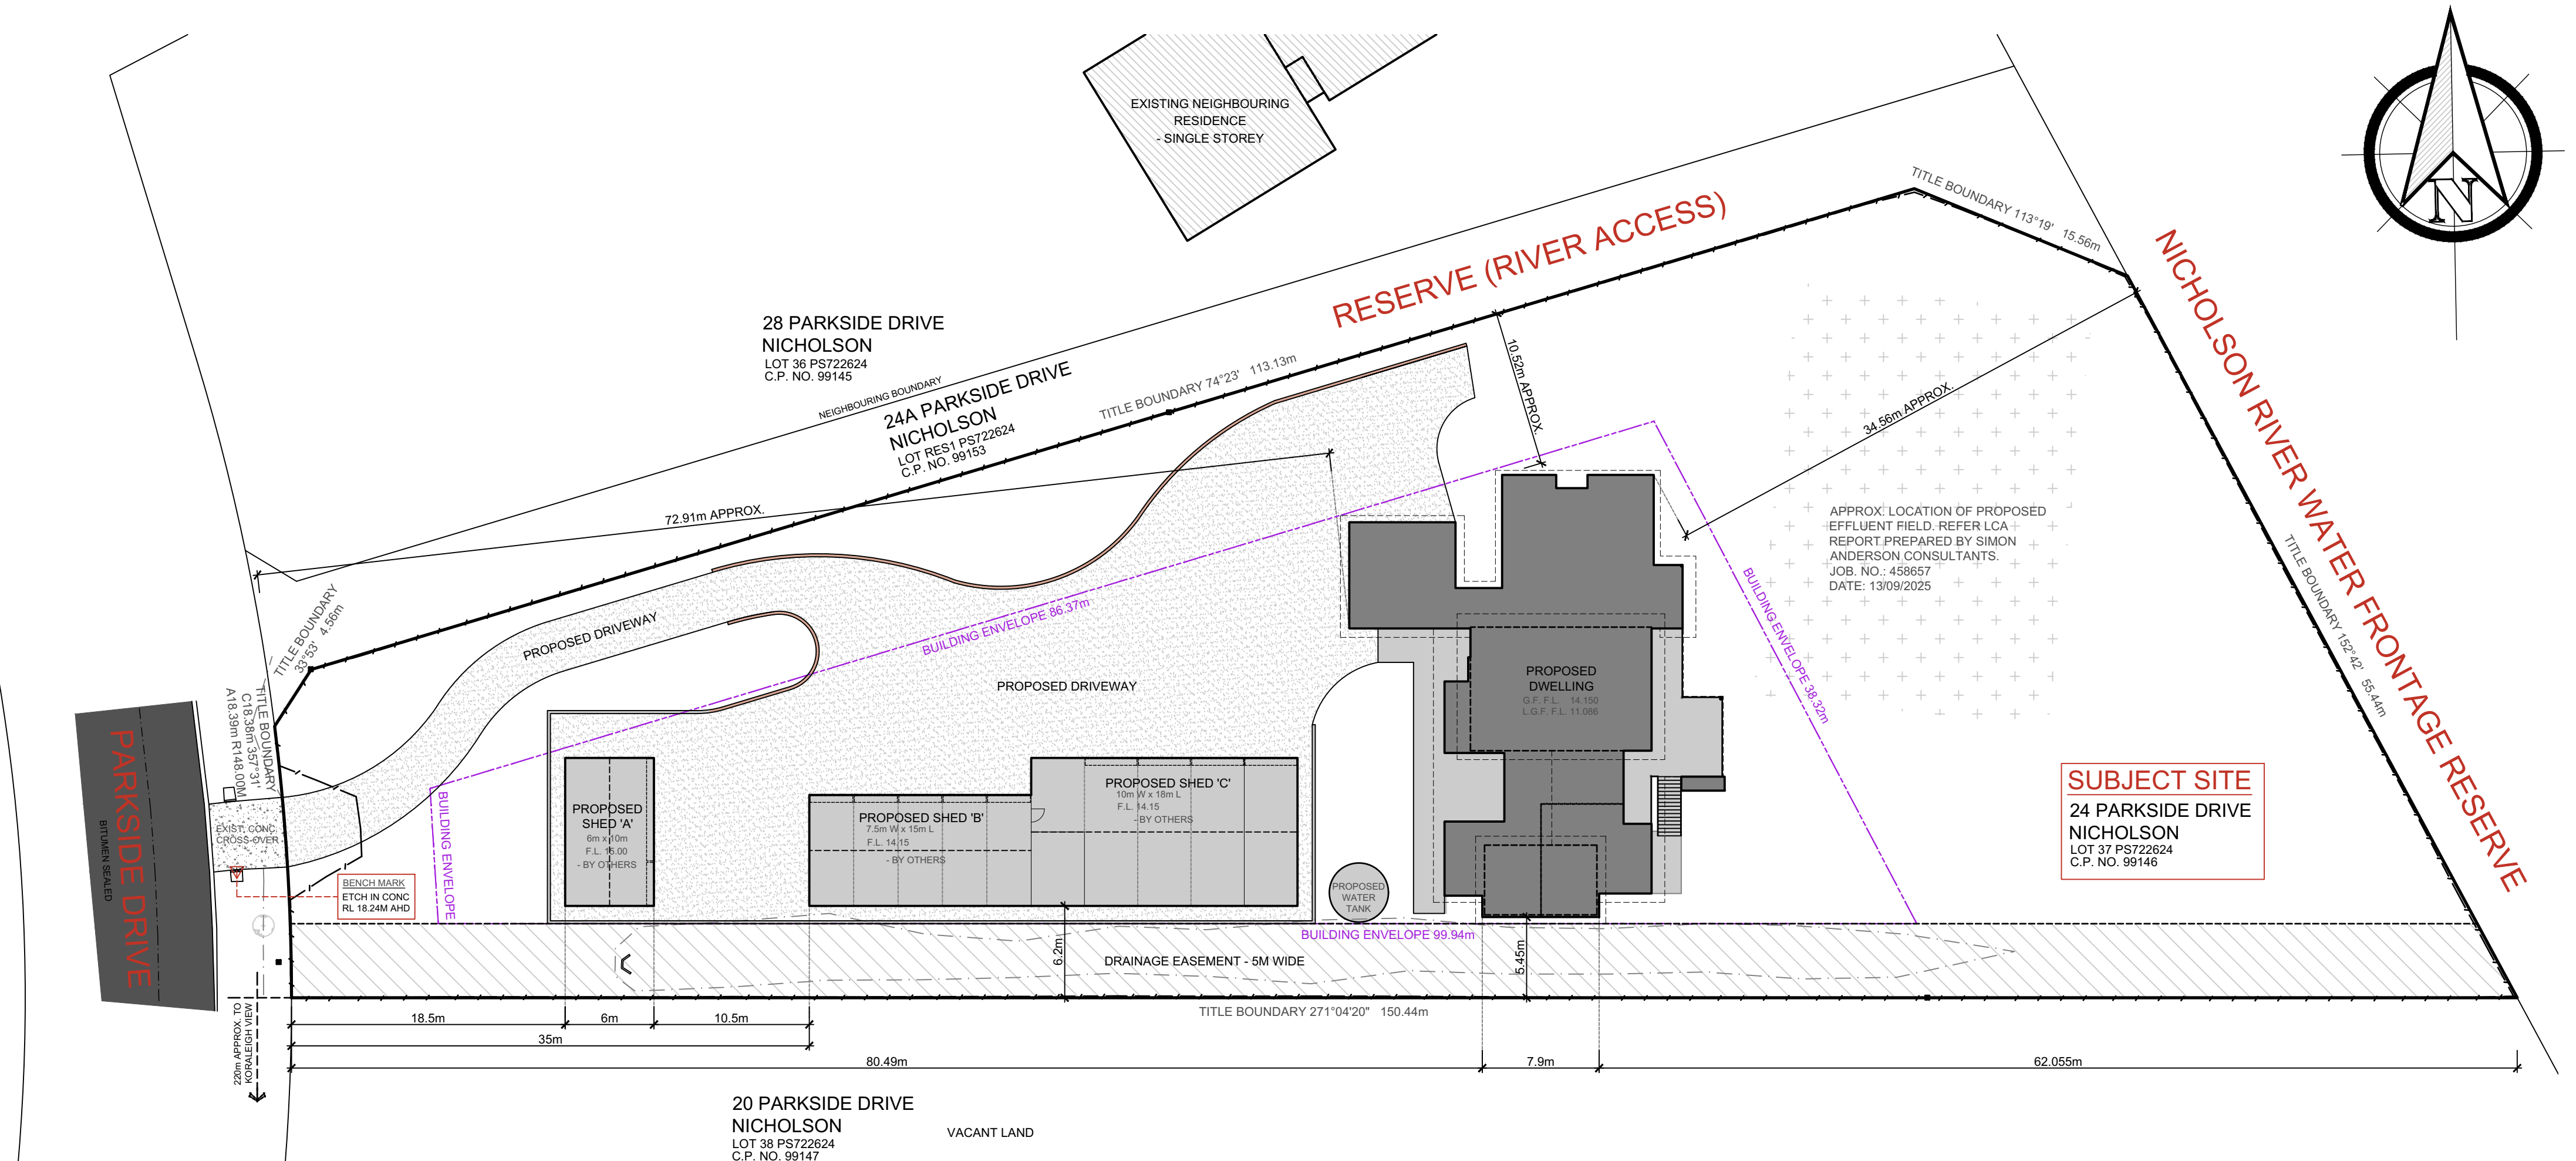 EXISTING NEIGHBOURING
RESIDENCE
- SINGLE STOREY
N
TITLE BOUNDARY 113°19' 15.56m
RESERVE (RIVER ACCESS)
NICHOLSON RIVER WATER FRONTAGE RESERVE
28 PARKSIDE DRIVE
NICHOLSON
LOT 36 PS722624
C.P. NO. 99145
NEIGHBOURING BOUNDARY
24A PARKSIDE DRIVE
NICHOLSON
LOT RES1 PS722624
C.P. NO. 99153
TITLE BOUNDARY 74°23' 113.13m
10.52m APPROX.
34.56m APPROX.
72.91m APPROX.
APPROX. LOCATION OF PROPOSED
EFFLUENT FIELD. REFER LCA
REPORT PREPARED BY SIMON
ANDERSON CONSULTANTS.
JOB. NO.: 458657
DATE: 13/09/2025
TITLE BOUNDARY 152°42' 55.44m
BUILDING ENVELOPE 38.32m
BUILDING ENVELOPE 86.37m
TITLE BOUNDARY
33°53' 4.56m
PROPOSED DRIVEWAY
PROPOSED DRIVEWAY
PROPOSED
DWELLING
G.F. F.L. 14.150
L.G.F. F.L. 11.086
TITLE BOUNDARY
C18.38m 357°31'
A18.39m R148.00M
PARKSIDE DRIVE
BITUMEN SEALED
EXIST. CONC.
CROSS-OVER
BENCH MARK
ETCH IN CONC
RL 18.24M AHD
BUILDING ENVELOPE
PROPOSED
SHED 'A'
6m x 10m
F.L. 15.00
- BY OTHERS
PROPOSED SHED 'B'
7.5m W x 15m L
F.L. 14.15
- BY OTHERS
PROPOSED SHED 'C'
10m W x 18m L
F.L. 14.15
- BY OTHERS
PROPOSED
WATER
TANK
SUBJECT SITE
24 PARKSIDE DRIVE
NICHOLSON
LOT 37 PS722624
C.P. NO. 99146
BUILDING ENVELOPE 99.94m
DRAINAGE EASEMENT - 5M WIDE
6.2m
5.45m
TITLE BOUNDARY 271°04'20" 150.44m
220m APPROX. TO
KORALEIGH VIEW
18.5m
6m
10.5m
35m
80.49m
7.9m
62.055m
20 PARKSIDE DRIVE
NICHOLSON
LOT 38 PS722624
C.P. NO. 99147
VACANT LAND